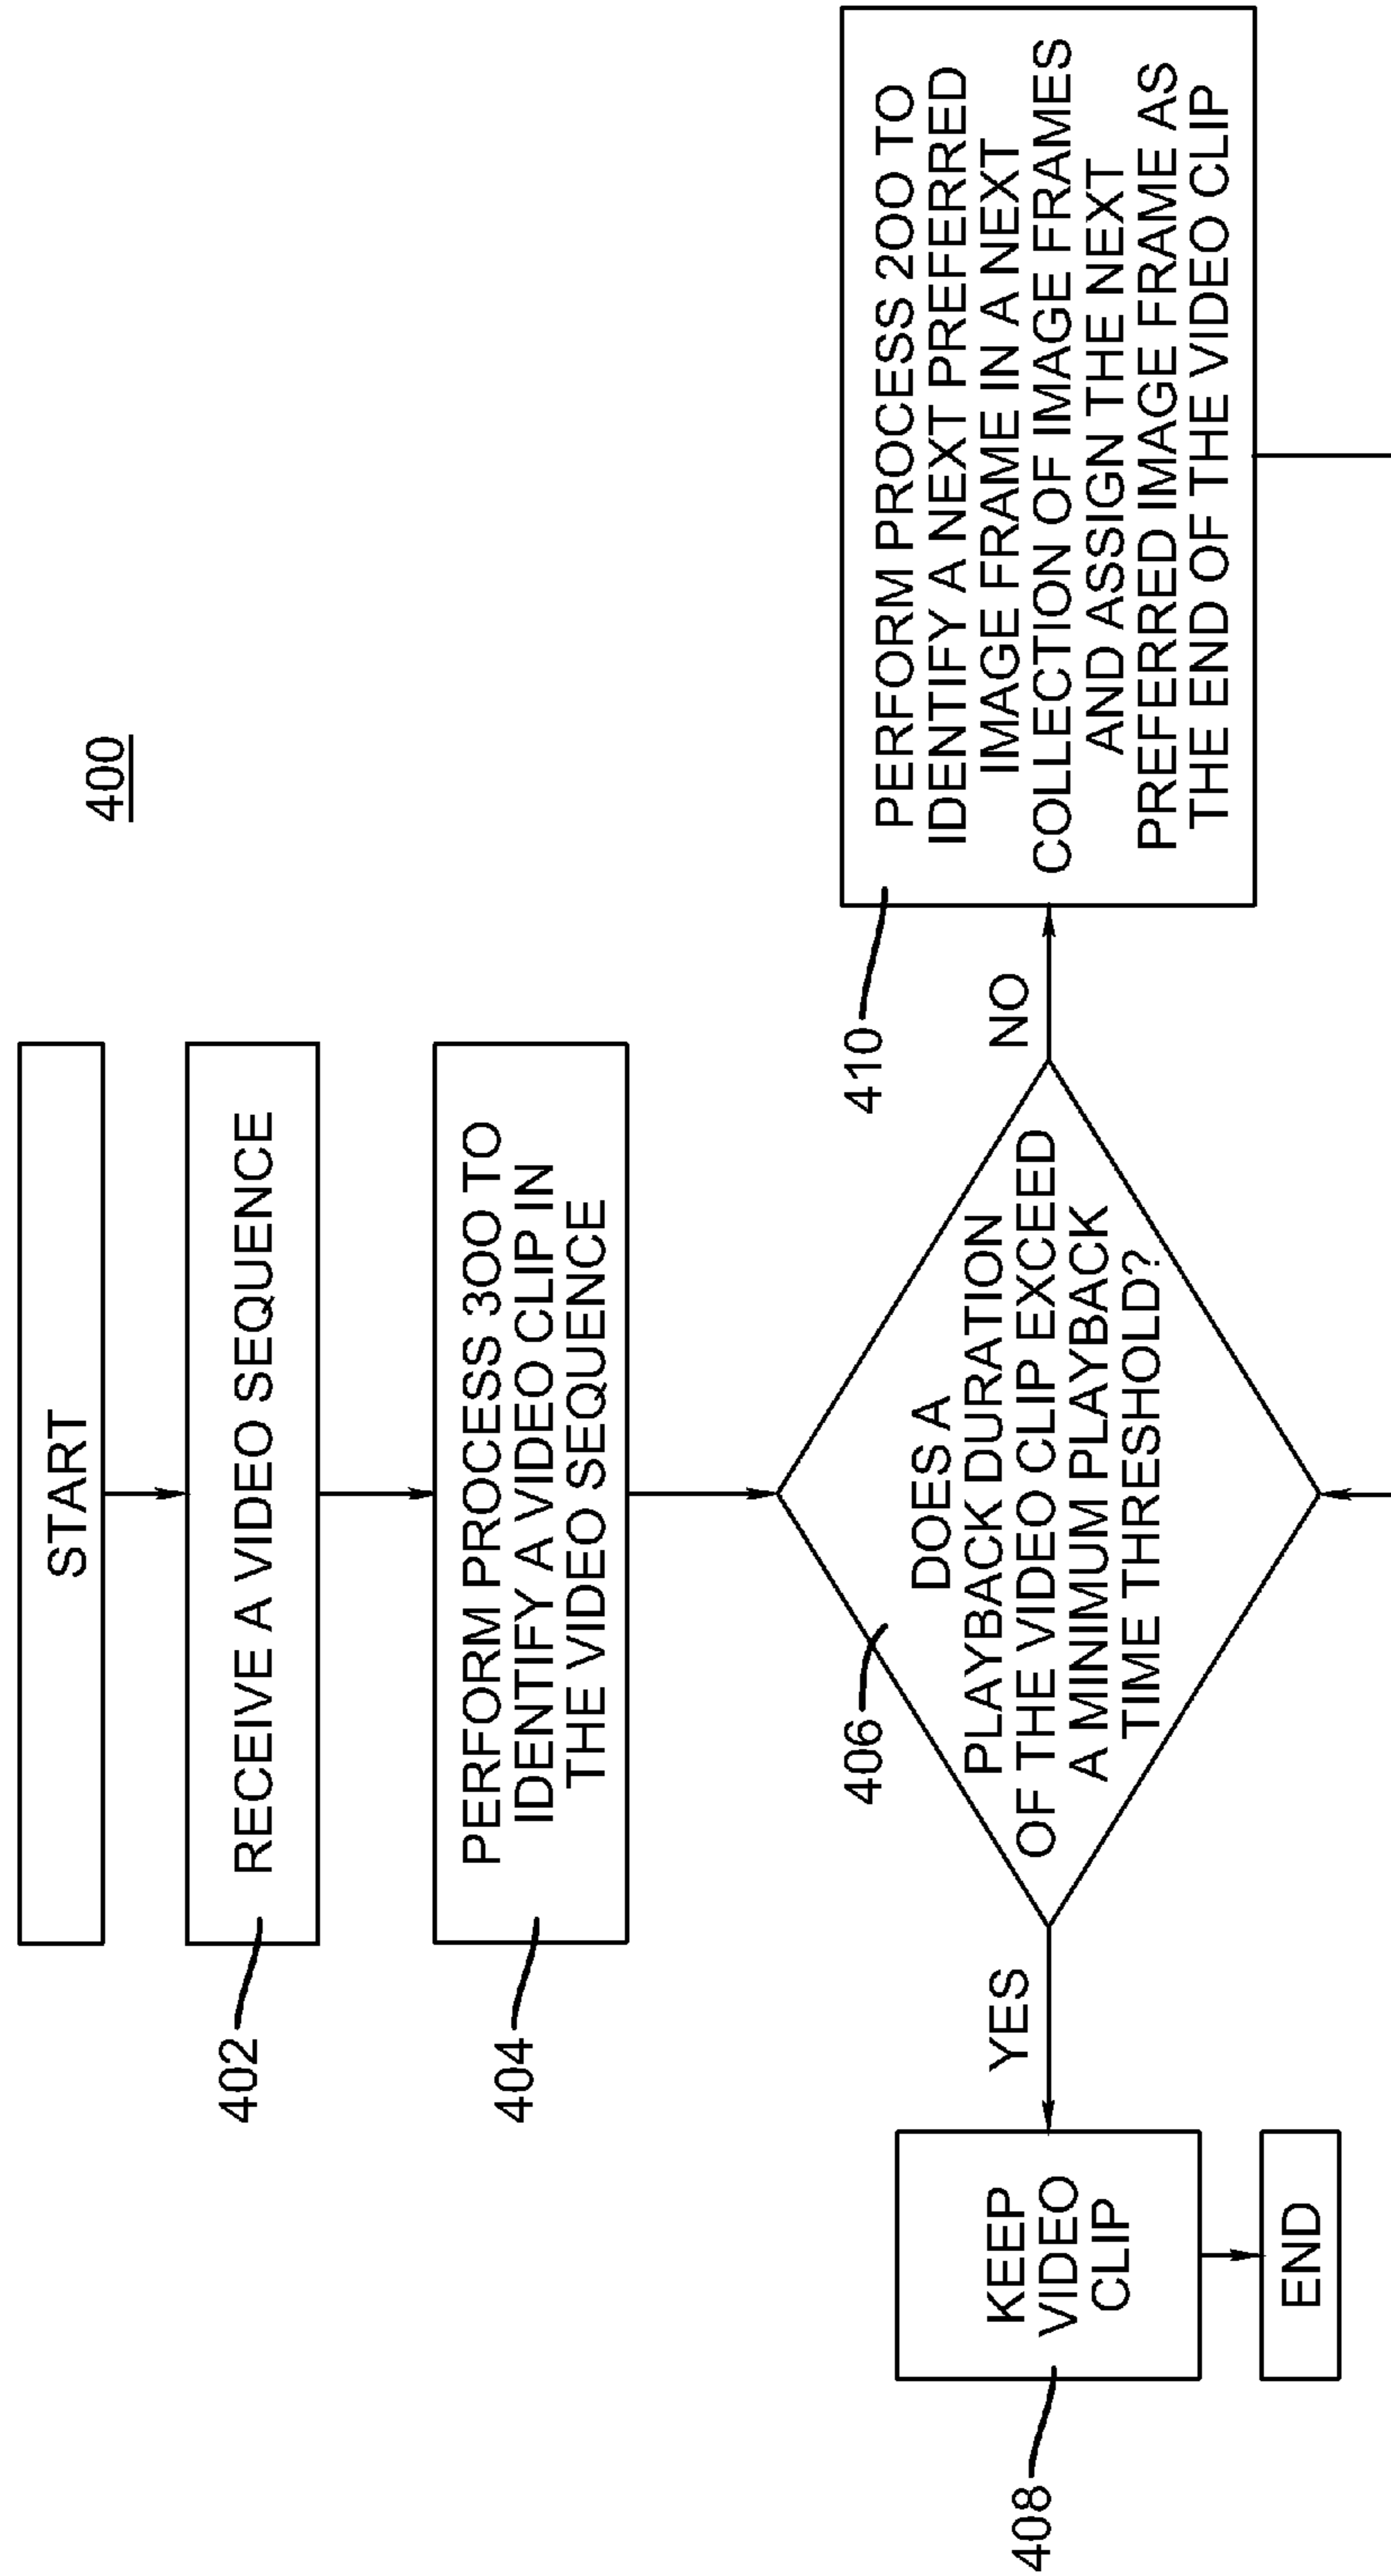 400
START
402
RECEIVE A VIDEO SEQUENCE
404
PERFORM PROCESS 300 TO
IDENTIFY A VIDEO CLIP IN
THE VIDEO SEQUENCE
406
DOES A
PLAYBACK DURATION
OF THE VIDEO CLIP EXCEED
A MINIMUM PLAYBACK
TIME THRESHOLD?
YES
408
KEEP
VIDEO
CLIP
END
NO
410
PERFORM PROCESS 200 TO
IDENTIFY A NEXT PREFERRED
IMAGE FRAME IN A NEXT
COLLECTION OF IMAGE FRAMES
AND ASSIGN THE NEXT
PREFERRED IMAGE FRAME AS
THE END OF THE VIDEO CLIP